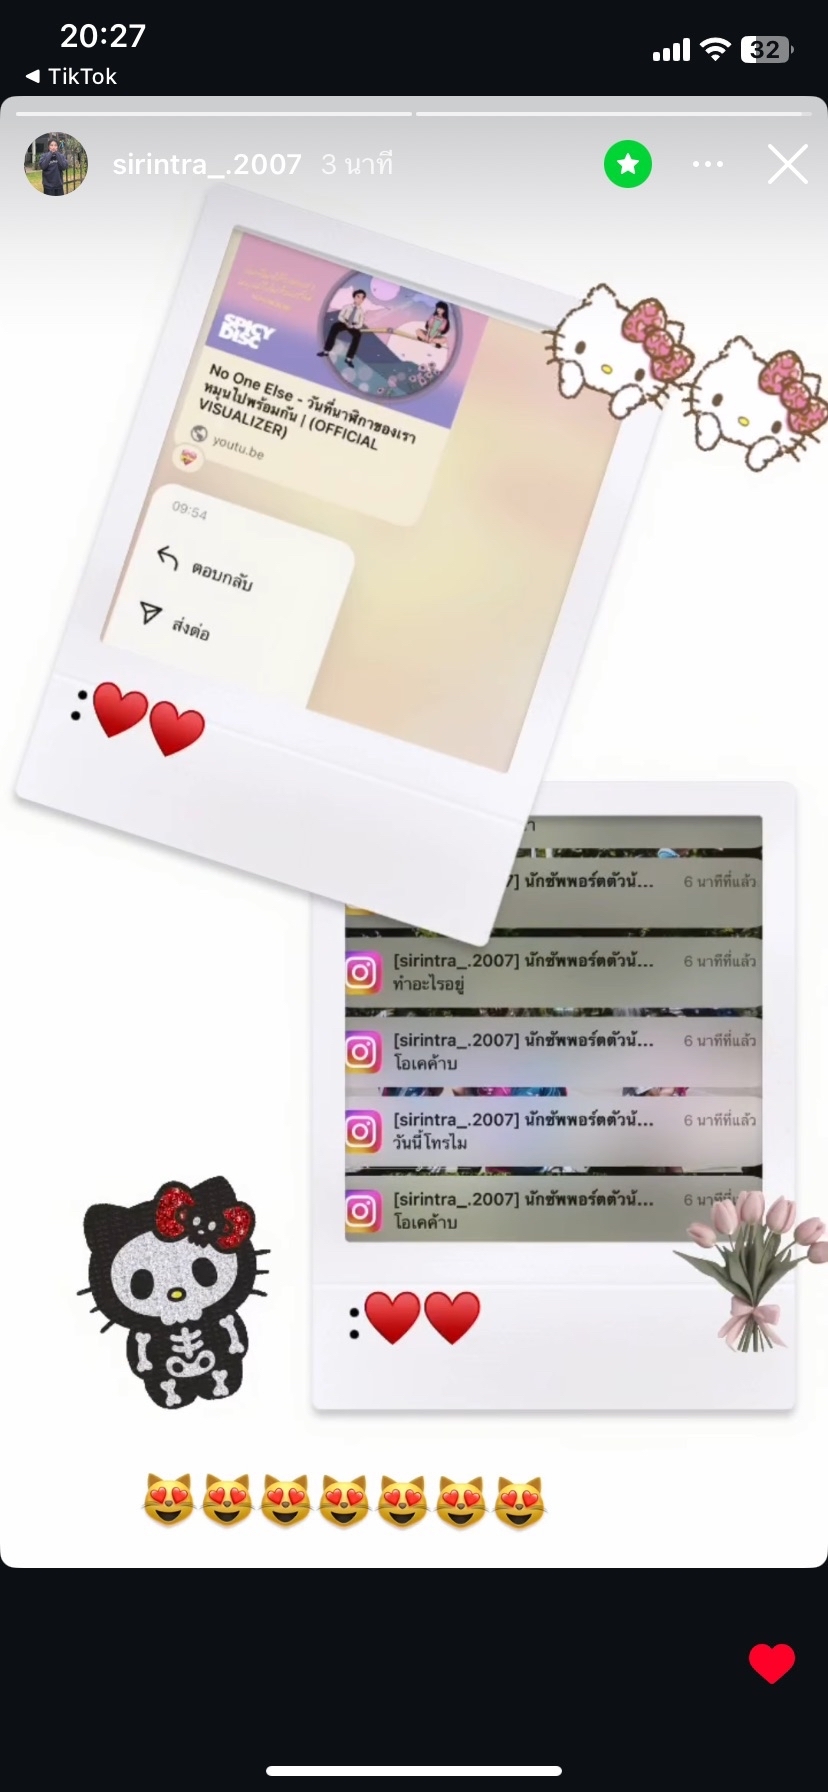 20:27
32
TikTok
sirintra_.2007 3 นาที
SPICY
DISC
No One Else - วันที่นาฬิกาของเรา
หมุนไปพร้อมกัน | (OFFICIAL
VISUALIZER)
youtu.be
09:54
ตอบกลับ
ส่งต่อ
7] นักซัพพอร์ตตัวน้... 6 นาทีที่แล้ว
[sirintra_.2007] นักซัพพอร์ตตัวน้... 6 นาทีที่แล้ว
ทำอะไรอยู่
[sirintra_.2007] นักซัพพอร์ตตัวน้... 6 นาทีที่แล้ว
โอเคค้าบ
[sirintra_.2007] นักซัพพอร์ตตัวน้... 6 นาทีที่แล้ว
วันนี้โทรไม
[sirintra_.2007] นักซัพพอร์ตตัวน้... 6
โอเคค้าบ
:♥️♥️
:♥️♥️
😻😻😻😻😻😻😻